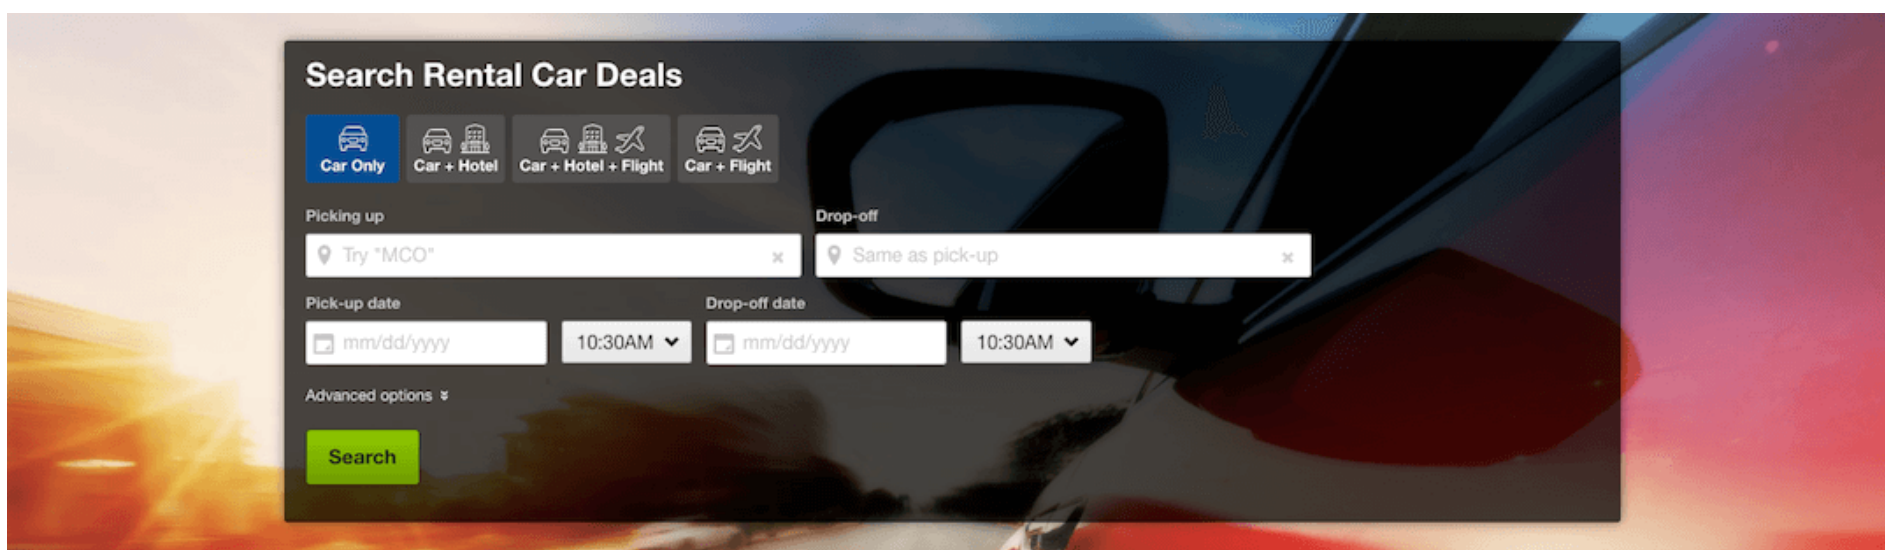 Search Rental Car Deals
Car Only
Car + Hotel
Car + Hotel + Flight
Car + Flight
Picking up
Drop-off
Try "MCO"
Same as pick-up
Pick-up date
Drop-off date
mm/dd/yyyy
10:30AM
mm/dd/yyyy
10:30AM
Advanced options
Search